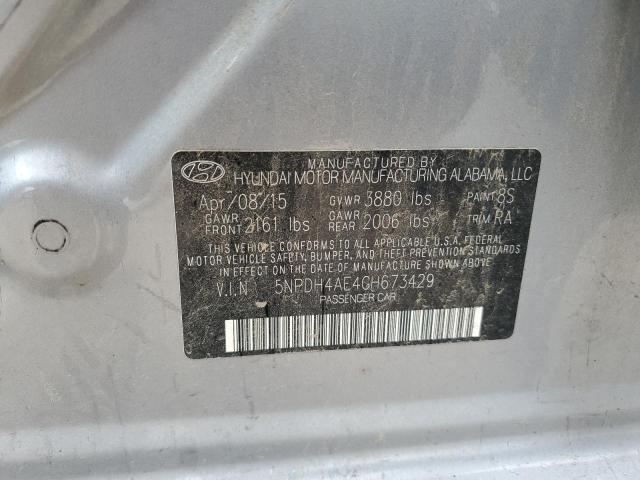 MANUFACTURED BY
HYUNDAI MOTOR MANUFACTURING ALABAMA, LLC
Apr/08/15 GVWR 3880 lbs PAINT 8S
GAWR FRONT 2161 lbs GAWR REAR 2006 lbs TRIM RA
THIS VEHICLE CONFORMS TO ALL APPLICABLE U.S.A. FEDERAL
MOTOR VEHICLE SAFETY, BUMPER, AND THEFT PREVENTION STANDARDS
IN EFFECT ON THE DATE OF MANUFACTURE SHOWN ABOVE.
V.I.N 5NPDH4AE4GH673429
PASSENGER CAR